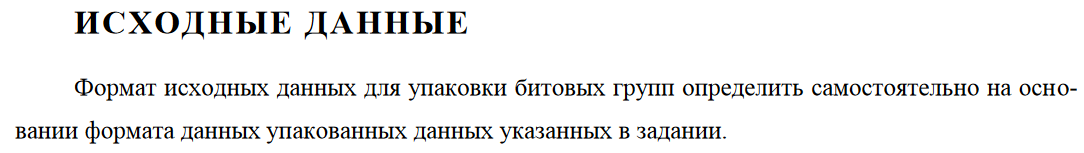 ИСХОДНЫЕ ДАННЫЕ
Формат исходных данных для упаковки битовых групп определить самостоятельно на осно-
вании формата данных упакованных данных указанных в задании.